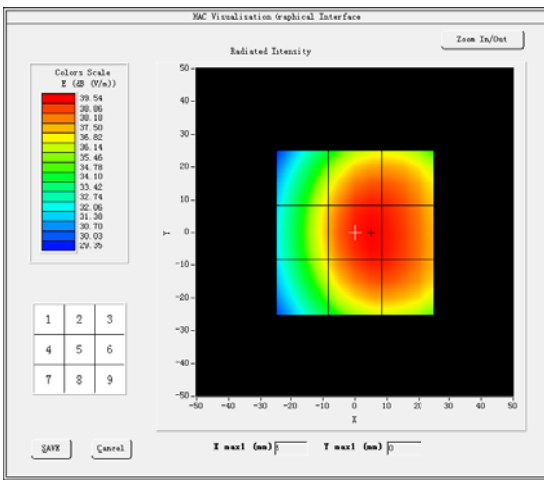 HAC Visualisation Graphical Interface
Zoom In/Out
Radiated Intensity
Colors Scale
E (dB (V/m))
39.54
38.86
38.18
37.50
36.82
36.14
35.46
34.78
34.10
33.42
32.74
32.06
31.38
30.70
30.03
29.35
50
40
30
20
10
0
-10
-20
-30
-40
-50
Y
-50 -40 -30 -20 -10 0 10 20 30 40 50
X
1 2 3
4 5 6
7 8 9
SAVE
Cancel
X max1 (mm)
Y max1 (mm) 0